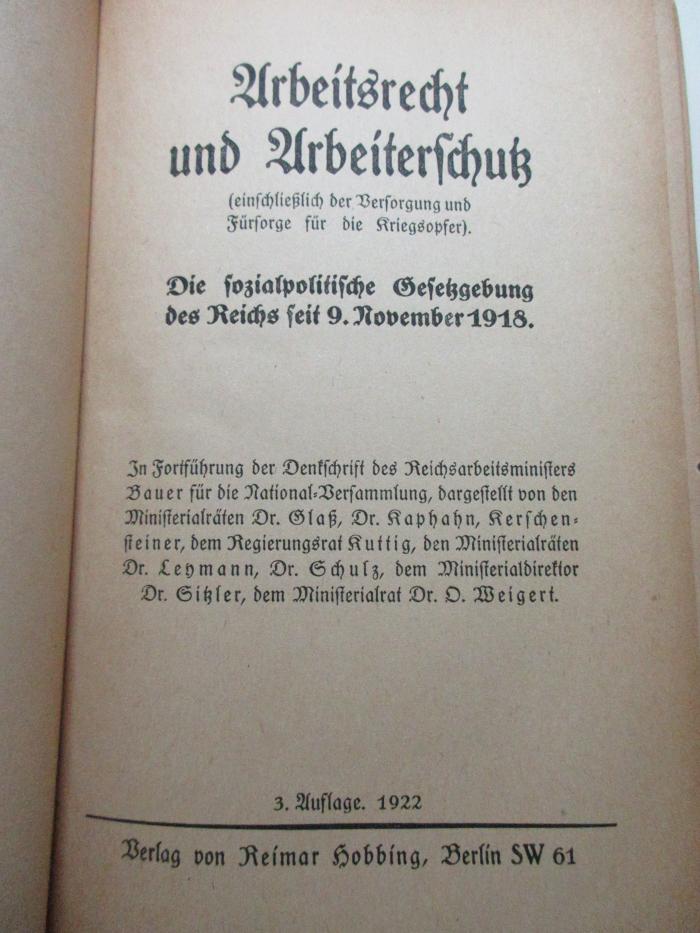 Arbeitsrecht
und Arbeiterschutz
(einschließlich der Versorgung und
Fürsorge für die Kriegsopfer).
Die sozialpolitische Gesetzgebung
des Reichs seit 9. November 1918.
In Fortführung der Denkschrift des Reichsarbeitsministers
Bauer für die National-Versammlung, dargestellt von den
Ministerialräten Dr. Glaß, Dr. Kaphahn, Kerschen-
steiner, dem Regierungsrat Kuttig, den Ministerialräten
Dr. Leymann, Dr. Schulz, dem Ministerialdirektor
Dr. Sitzler, dem Ministerialrat Dr. O. Weigert.
3. Auflage. 1922
Verlag von Reimar Hobbing, Berlin SW 61